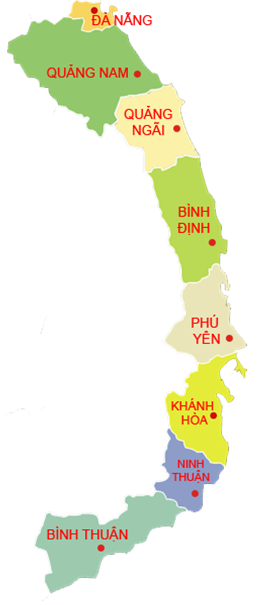 ĐÀ NẴNG
QUẢNG NAM
QUẢNG
NGÃI
BÌNH
ĐỊNH
PHÚ
YÊN
KHÁNH
HÒA
NINH
THUẬN
BÌNH THUẬN